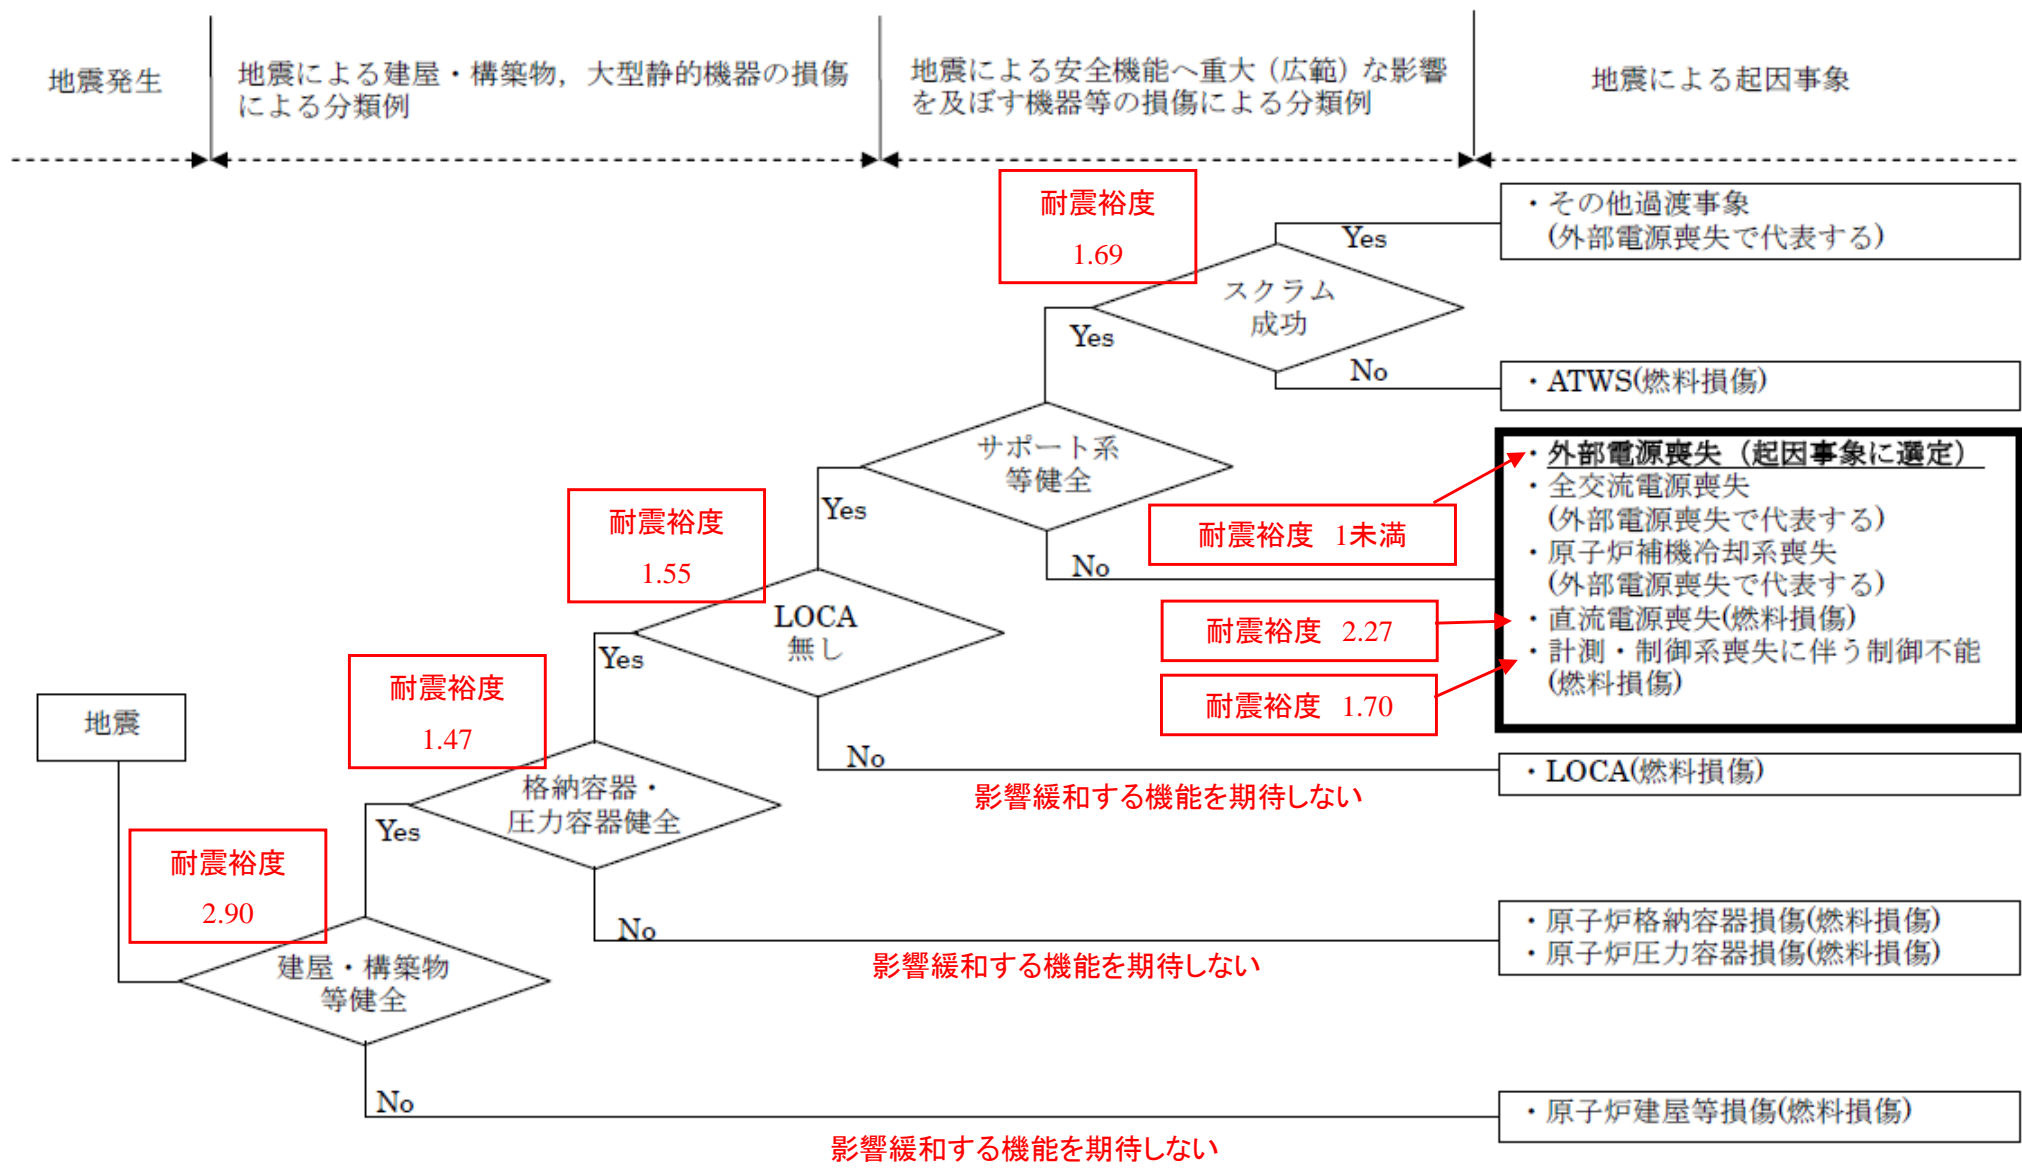 地震発生
地震による建屋・構築物，大型静的機器の損傷
による分類例
地震による安全機能へ重大（広範）な影響
を及ぼす機器等の損傷による分類例
地震による起因事象
耐震裕度
1.69
Yes
スクラム
成功
Yes
No
・その他過渡事象
(外部電源喪失で代表する)
・ATWS(燃料損傷)
サポート系
等健全
Yes
No
耐震裕度 1未満
・外部電源喪失（起因事象に選定）
・全交流電源喪失
(外部電源喪失で代表する)
・原子炉補機冷却系喪失
(外部電源喪失で代表する)
・直流電源喪失(燃料損傷)
・計測・制御系喪失に伴う制御不能
(燃料損傷)
耐震裕度 2.27
耐震裕度 1.70
耐震裕度
1.55
LOCA
無し
Yes
No
影響緩和する機能を期待しない
・LOCA(燃料損傷)
耐震裕度
1.47
格納容器・
圧力容器健全
Yes
No
影響緩和する機能を期待しない
・原子炉格納容器損傷(燃料損傷)
・原子炉圧力容器損傷(燃料損傷)
地震
耐震裕度
2.90
建屋・構築物
等健全
No
影響緩和する機能を期待しない
・原子炉建屋等損傷(燃料損傷)